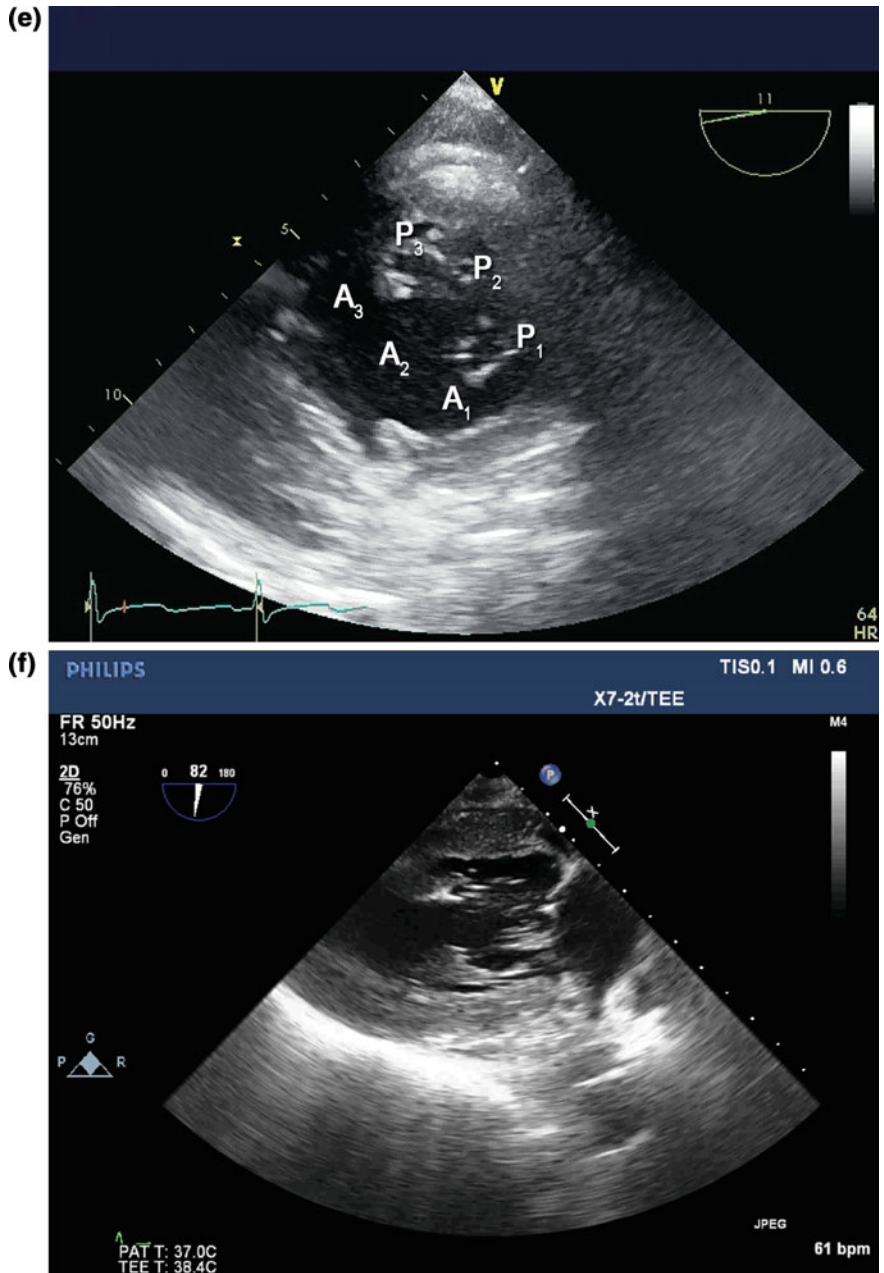 (e)
V
11
5
P3
P2
A3
A2
P1
A1
10
64
HR
(f)
PHILIPS
TIS0.1 MI 0.6
X7-2t/TEE
FR 50Hz
13cm
M4
2D
76%
C 50
P Off
Gen
0 82 180
P
X
G
P R
JPEG
PAT T: 37.0C
TEE T: 38.4C
61 bpm